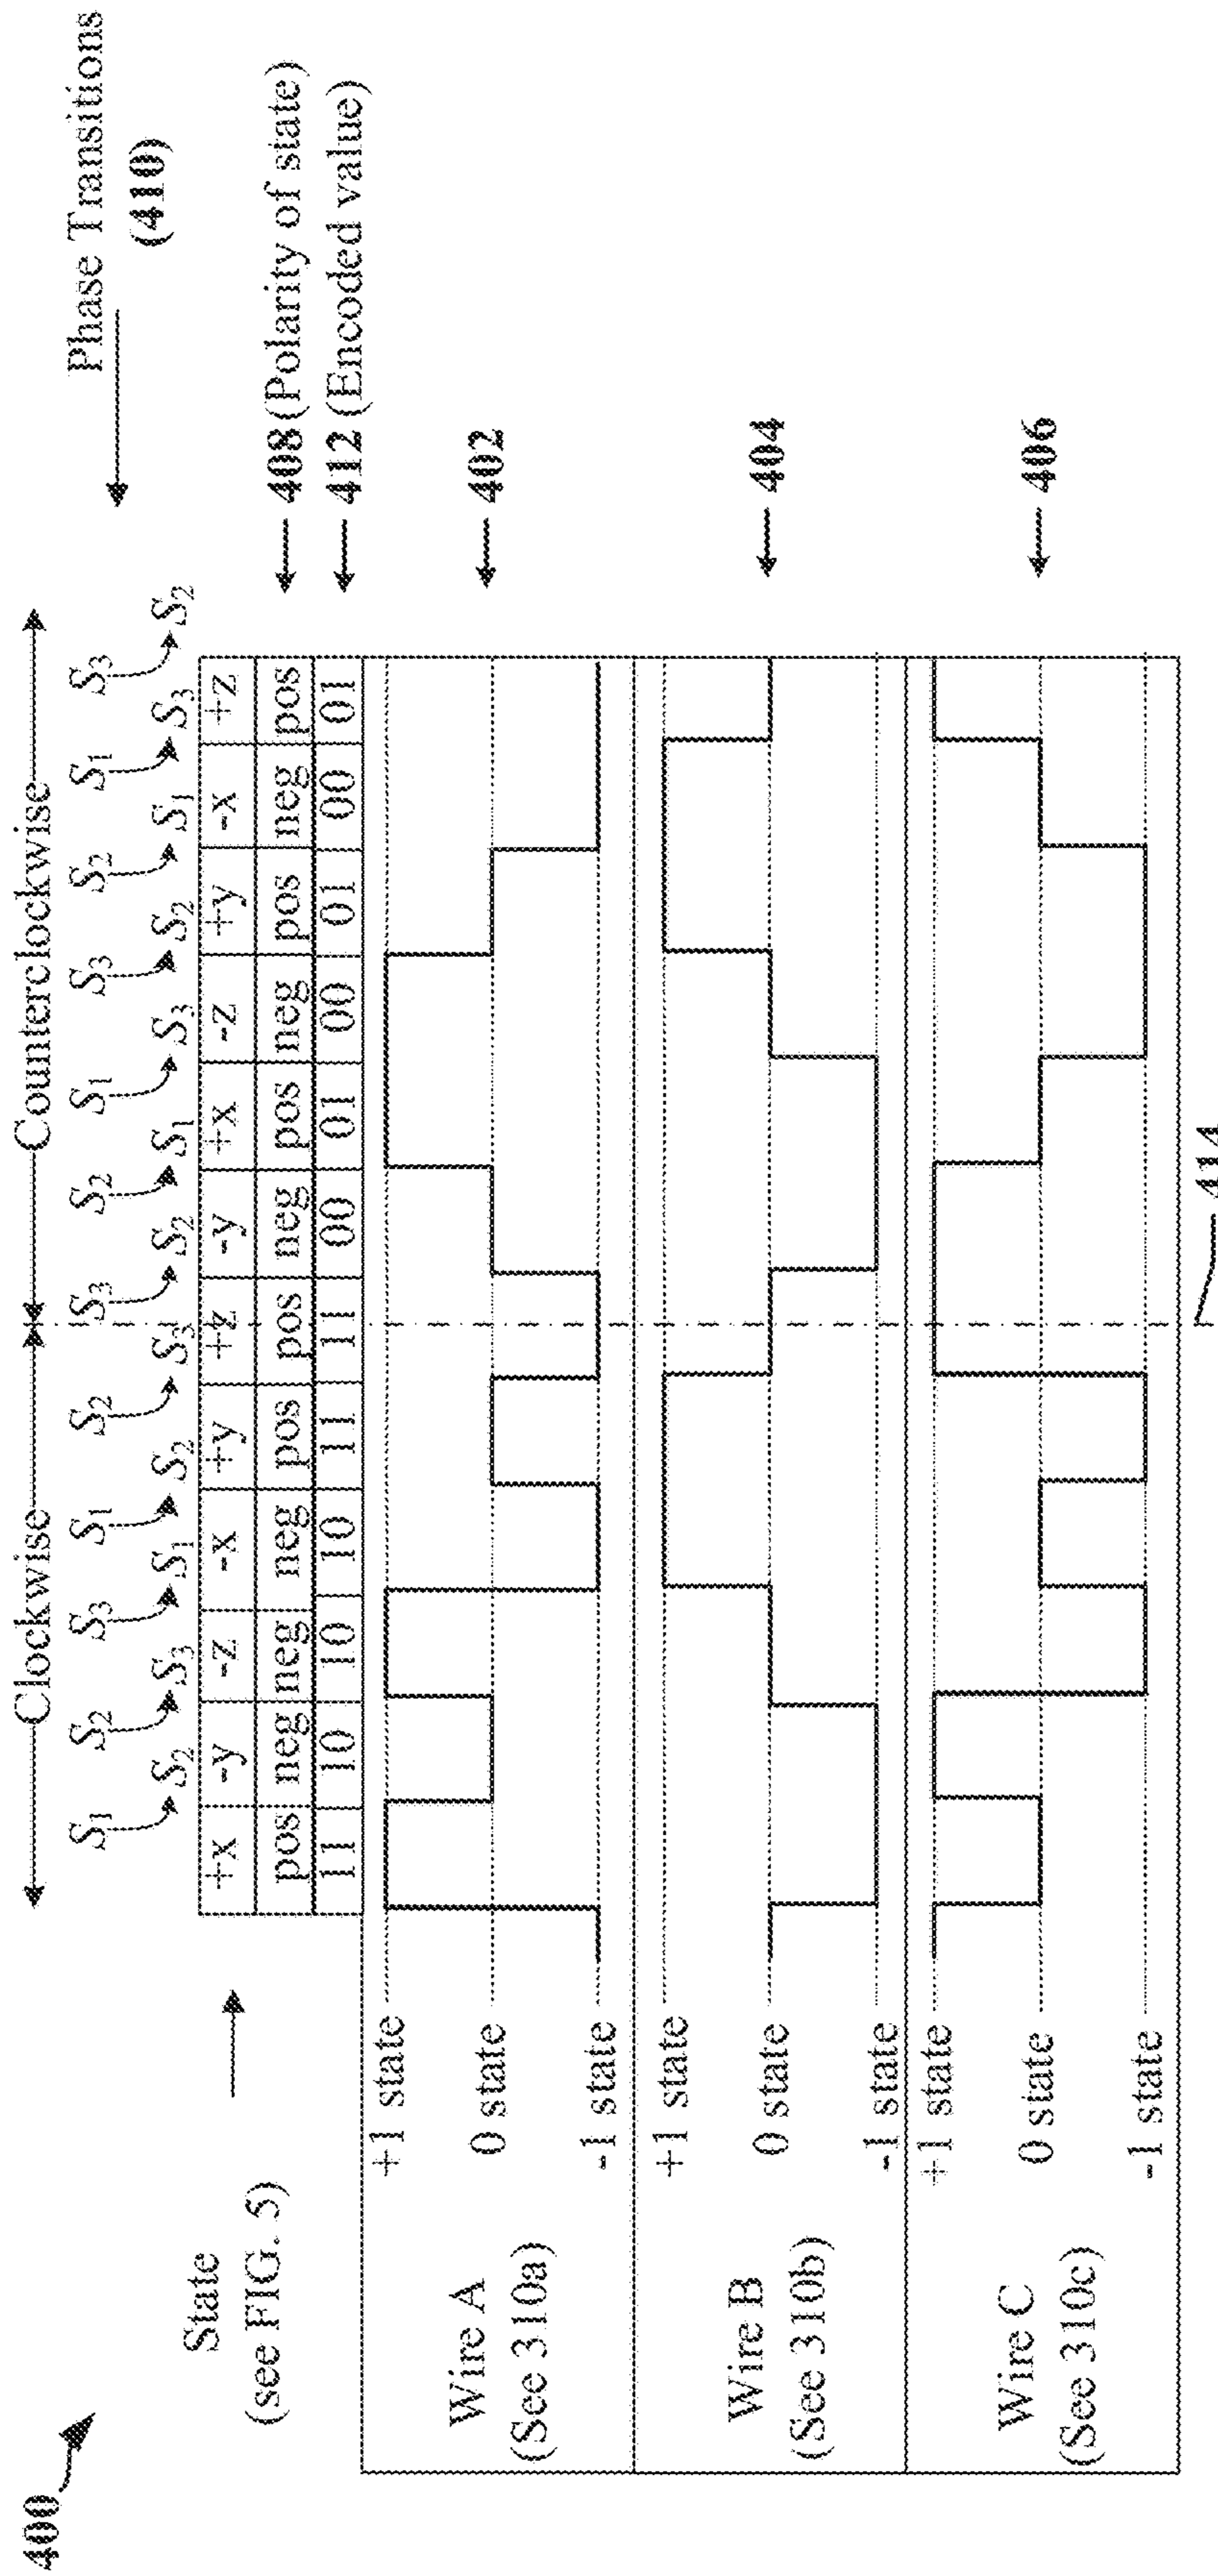 400
Clockwise Counterclockwise
Phase Transitions
(410)
S1 S2 S3 S1 S2 S3 S2 S1 S3 S2 S1 S3
S2 S3 S1 S2 S3 S2 S1 S3 S2 S1 S3 S2
State
(see FIG. 5)
+x -y -z -x +y +z -y +x -z +y -x +z
pos neg neg neg pos pos neg pos neg pos neg pos
408 (Polarity of state)
11 10 10 10 11 11 00 01 00 01 00 01
412 (Encoded value)
Wire A
(See 310a)
+1 state
0 state
-1 state
402
Wire B
(See 310b)
+1 state
0 state
-1 state
404
Wire C
(See 310c)
+1 state
0 state
-1 state
406
414